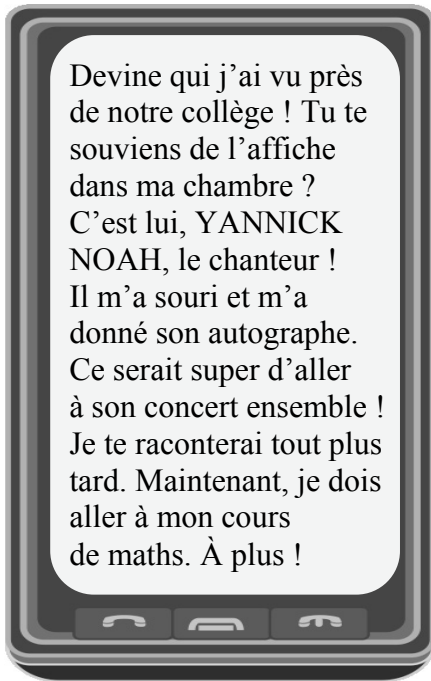 Devine qui j’ai vu près
de notre collège ! Tu te
souviens de l’affiche
dans ma chambre ?
C’est lui, YANNICK
NOAH, le chanteur !
Il m’a souri et m’a
donné son autographe.
Ce serait super d’aller
à son concert ensemble !
Je te raconterai tout plus
tard. Maintenant, je dois
aller à mon cours
de maths. À plus !